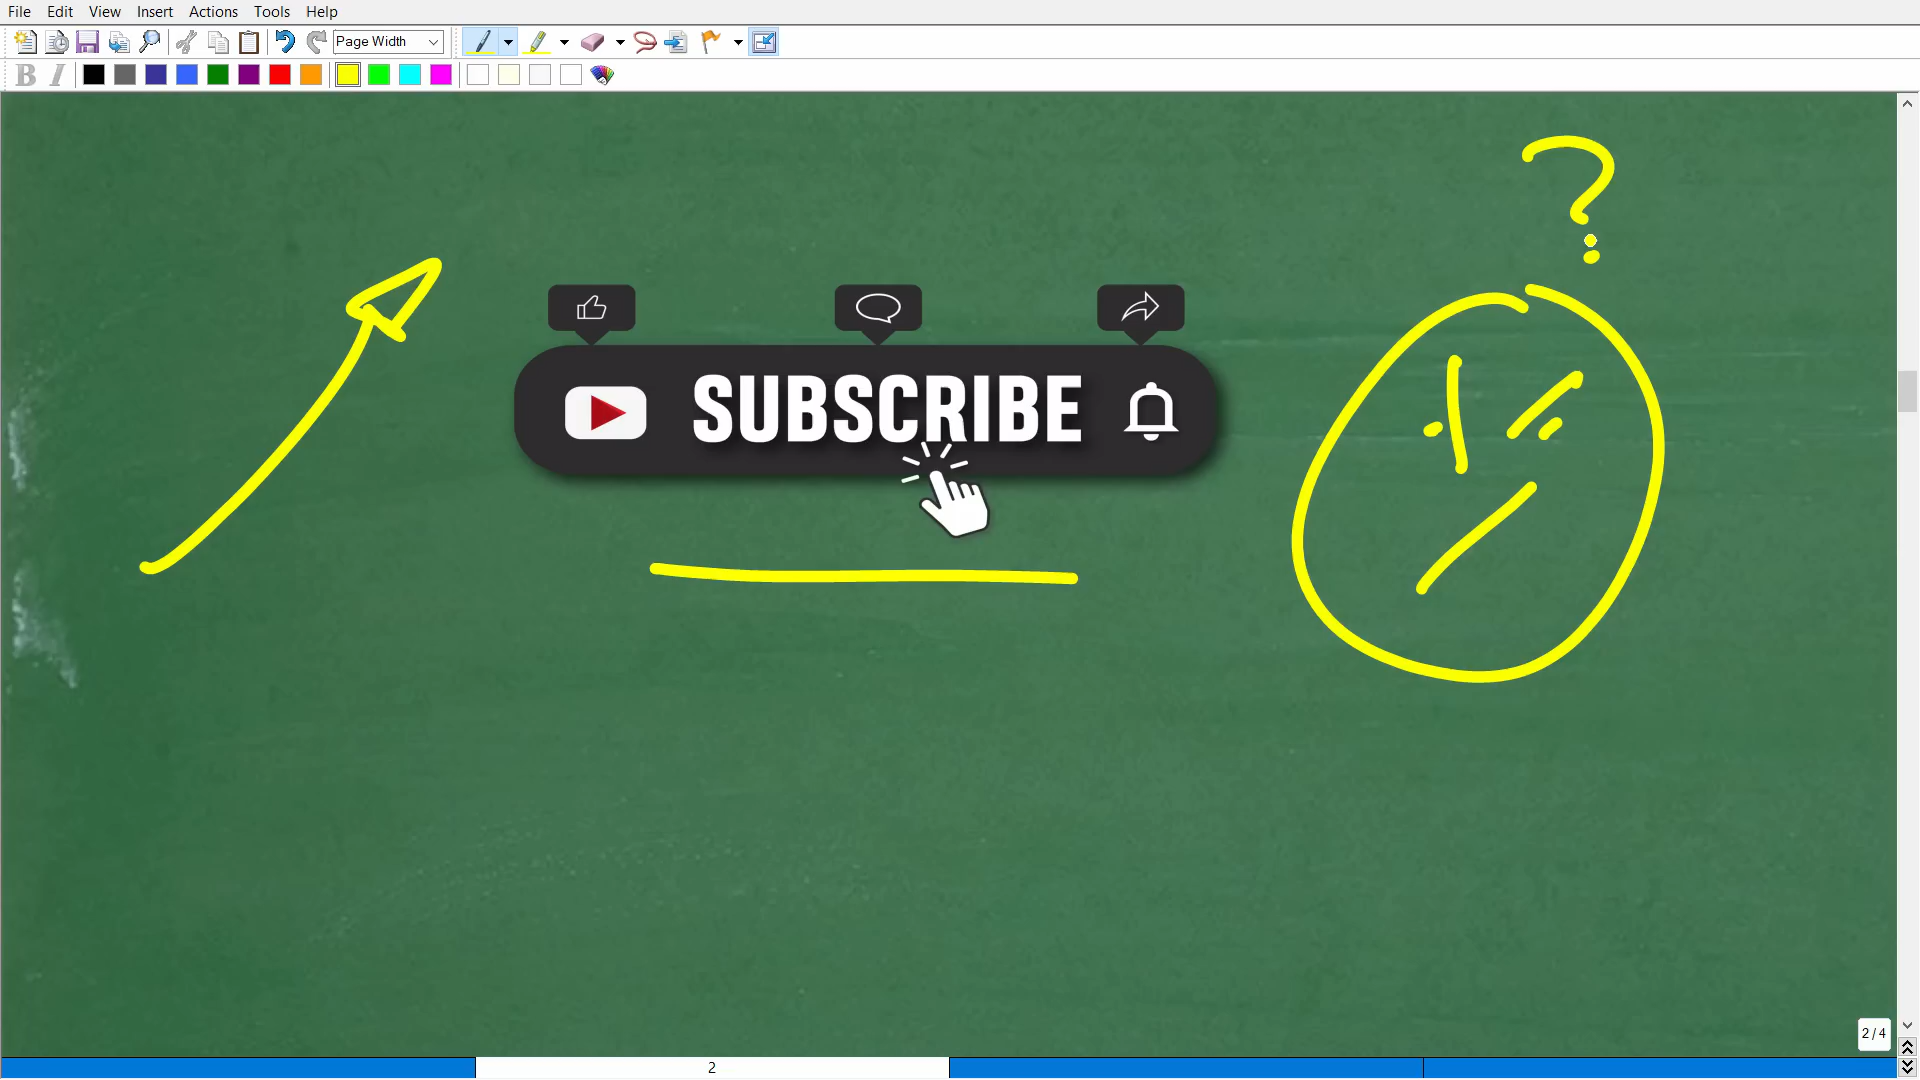 File Edit View Insert Actions Tools Help
Page Width
B I
?
SUBSCRIBE
2 / 4
2